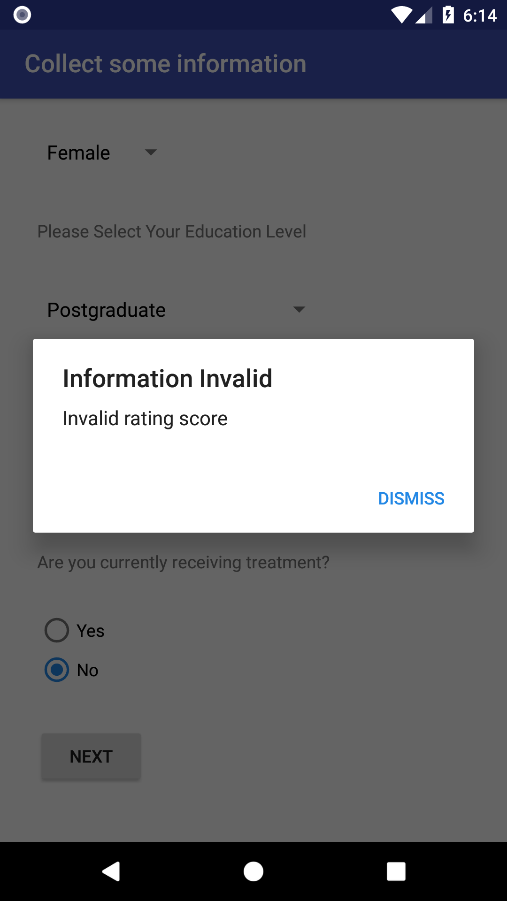 6:14
Collect some information
Female
Please Select Your Education Level
Postgraduate
Information Invalid
Invalid rating score
DISMISS
Are you currently receiving treatment?
Yes
No
NEXT